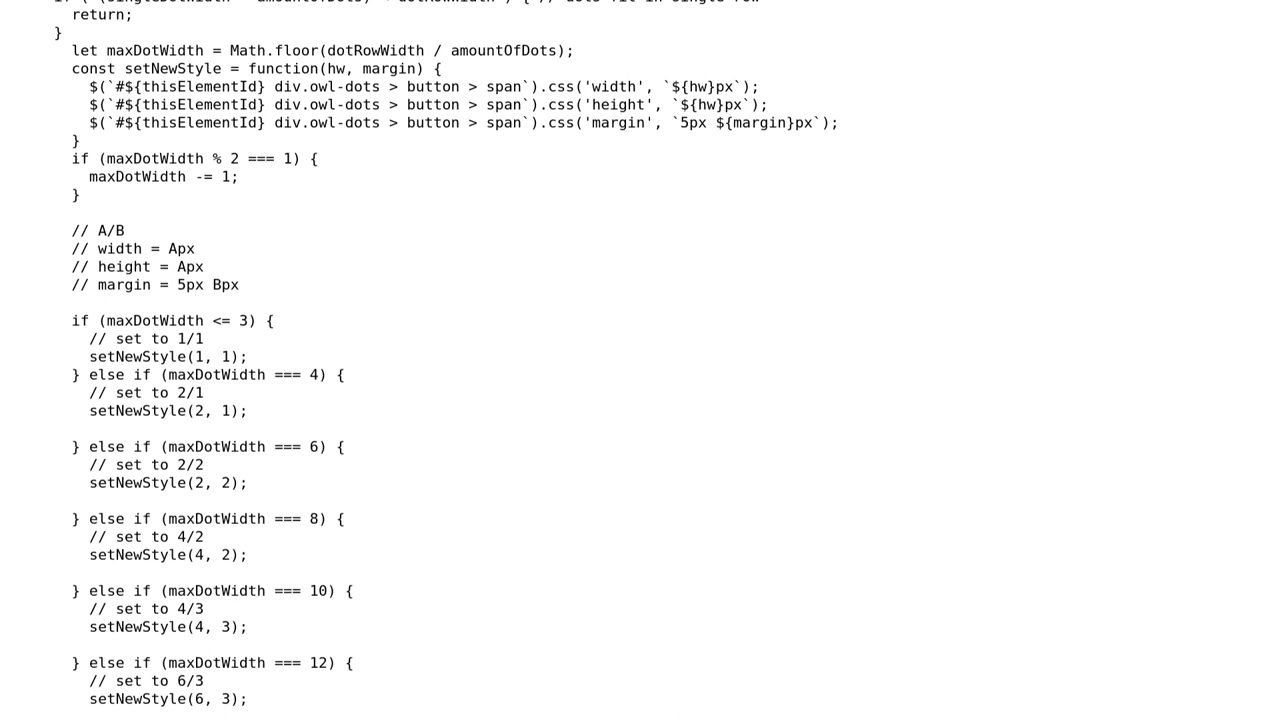 return;
}
let maxDotWidth = Math.floor(dotRowWidth / amountOfDots);
const setNewStyle = function(hw, margin) {
$(`#${thisElementId} div.owl-dots > button > span`).css('width', `${hw}px`);
$(`#${thisElementId} div.owl-dots > button > span`).css('height', `${hw}px`);
$(`#${thisElementId} div.owl-dots > button > span`).css('margin', `5px ${margin}px`);
}
if (maxDotWidth % 2 === 1) {
maxDotWidth -= 1;
}
// A/B
// width = Apx
// height = Apx
// margin = 5px Bpx
if (maxDotWidth <= 3) {
// set to 1/1
setNewStyle(1, 1);
} else if (maxDotWidth === 4) {
// set to 2/1
setNewStyle(2, 1);
} else if (maxDotWidth === 6) {
// set to 2/2
setNewStyle(2, 2);
} else if (maxDotWidth === 8) {
// set to 4/2
setNewStyle(4, 2);
} else if (maxDotWidth === 10) {
// set to 4/3
setNewStyle(4, 3);
} else if (maxDotWidth === 12) {
// set to 6/3
setNewStyle(6, 3);